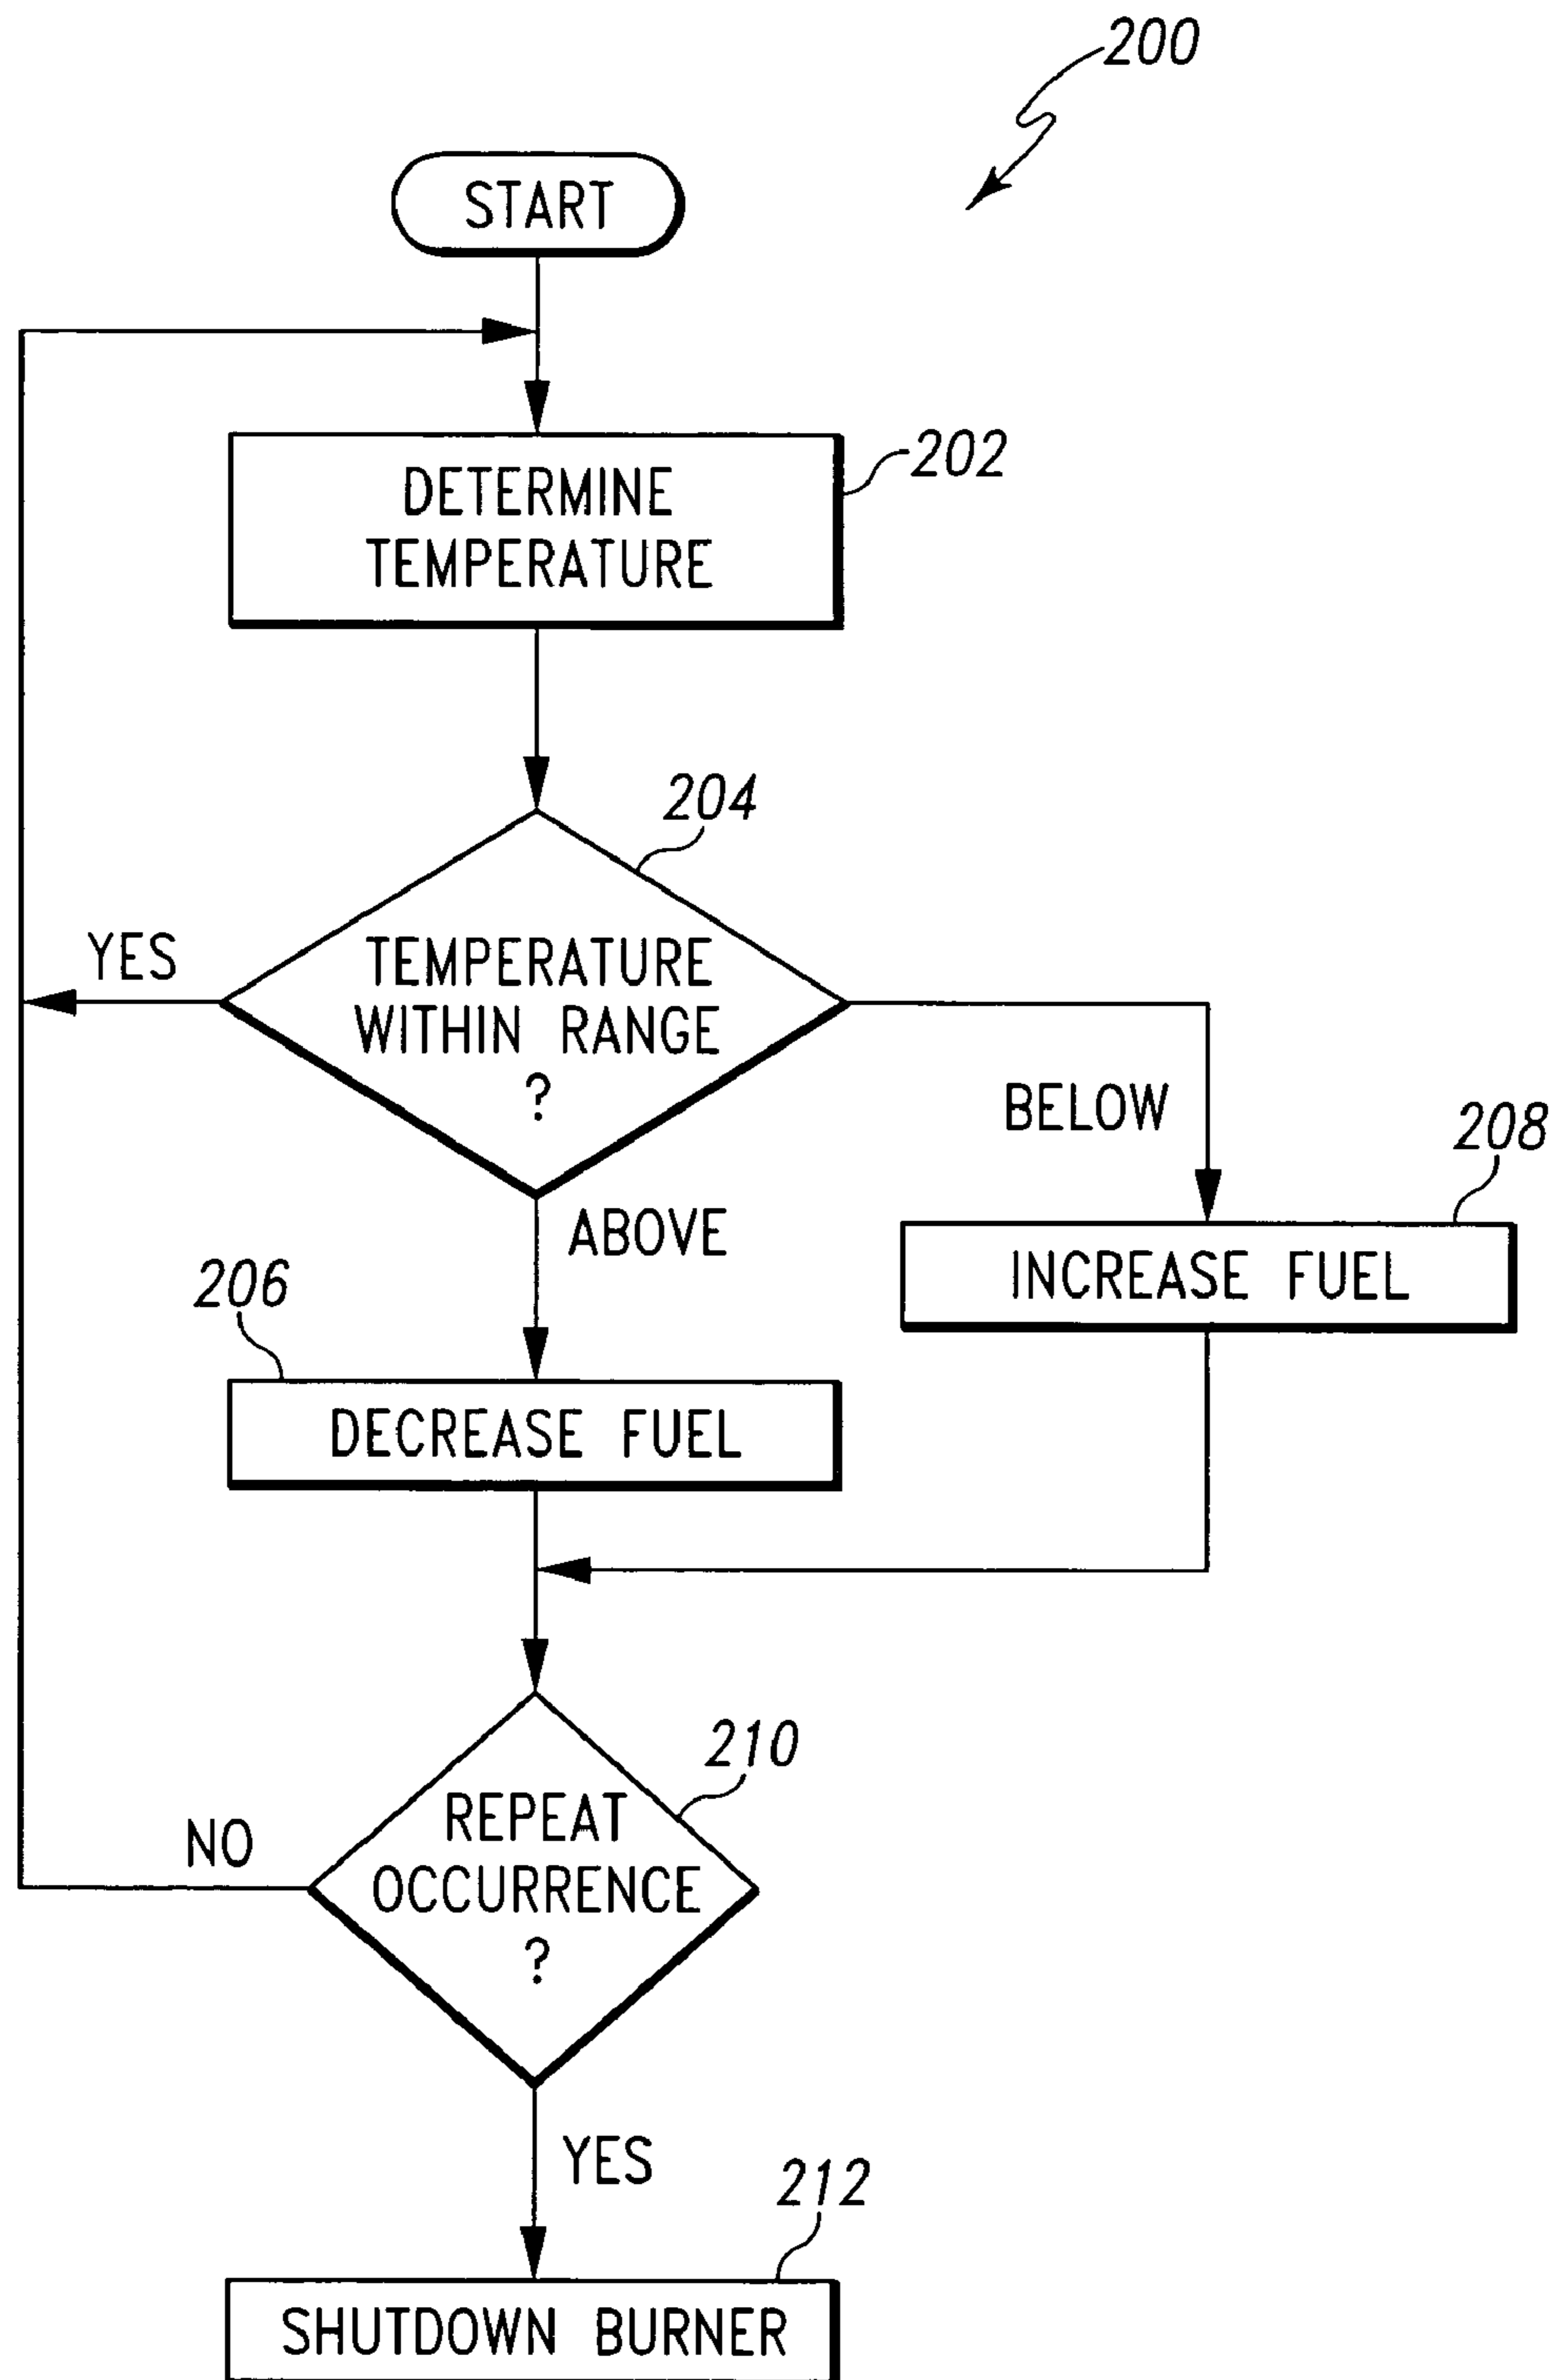 200
START
DETERMINE
TEMPERATURE
202
204
TEMPERATURE
WITHIN RANGE
?
YES
BELOW
208
INCREASE FUEL
ABOVE
206
DECREASE FUEL
210
REPEAT
OCCURRENCE
?
NO
YES
212
SHUTDOWN BURNER